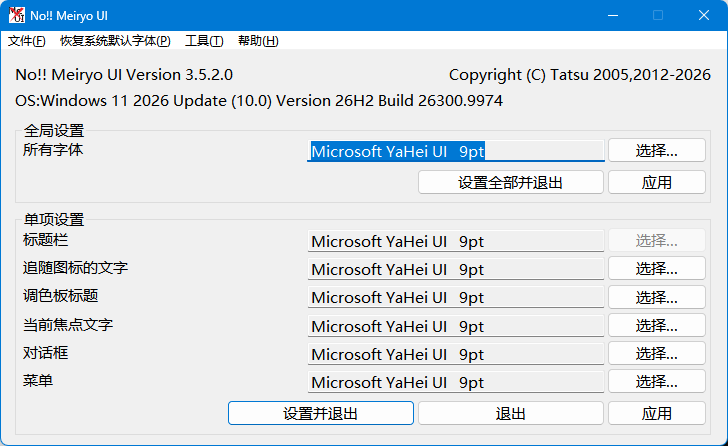 No!! Meiryo UI
文件(F) 恢复系统默认字体(P) 工具(T) 帮助(H)
No!! Meiryo UI Version 3.5.2.0 Copyright (C) Tatsu 2005,2012-2026
OS:Windows 11 2026 Update (10.0) Version 26H2 Build 26300.9974
全局设置
所有字体 Microsoft YaHei UI 9pt 选择...
设置全部并退出 应用
单项设置
标题栏 Microsoft YaHei UI 9pt 选择...
追随图标的文字 Microsoft YaHei UI 9pt 选择...
调色板标题 Microsoft YaHei UI 9pt 选择...
当前焦点文字 Microsoft YaHei UI 9pt 选择...
对话框 Microsoft YaHei UI 9pt 选择...
菜单 Microsoft YaHei UI 9pt 选择...
设置并退出 退出 应用